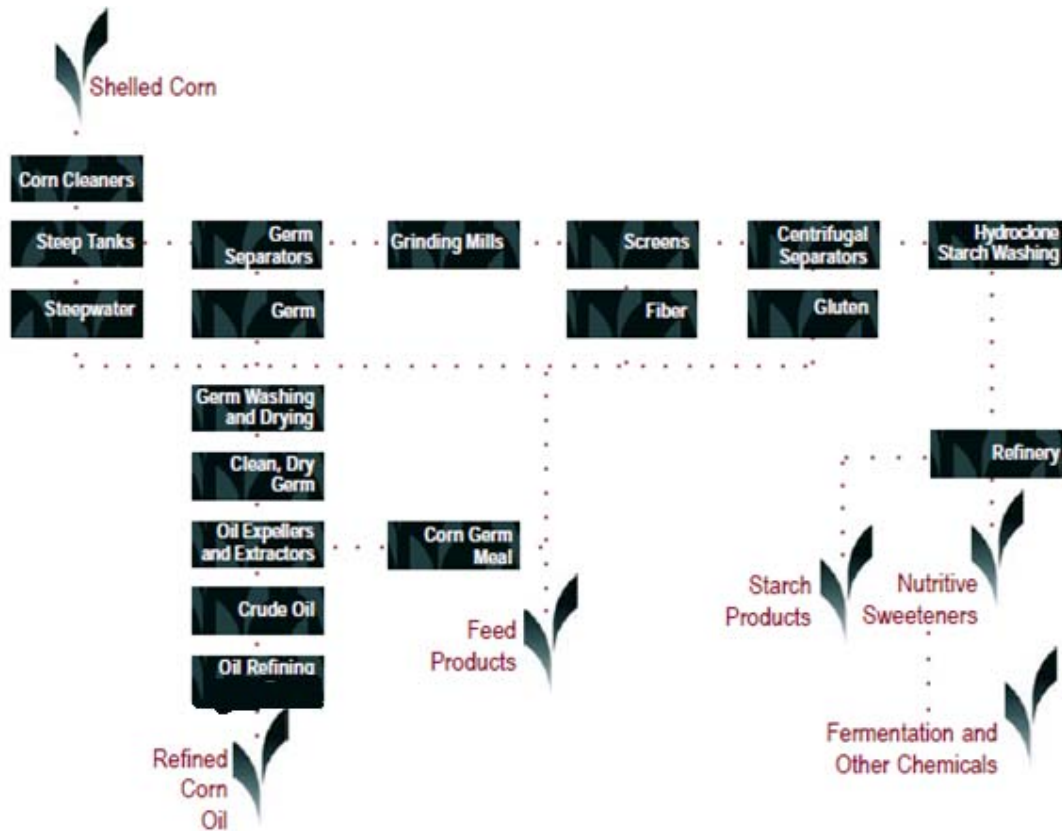 Shelled Corn
Corn Cleaners
Steep Tanks
Germ
Separators
Grinding Mills
Screens
Centrifugal
Separators
Hydroclone
Starch Washing
Steepwater
Germ
Fiber
Gluten
Germ Washing
and Drying
Clean, Dry
Germ
Refinery
Oil Expellers
and Extractors
Corn Germ
Meal
Crude Oil
Oil Refining
Feed
Products
Starch
Products
Nutritive
Sweeteners
Fermentation and
Other Chemicals
Refined
Corn
Oil